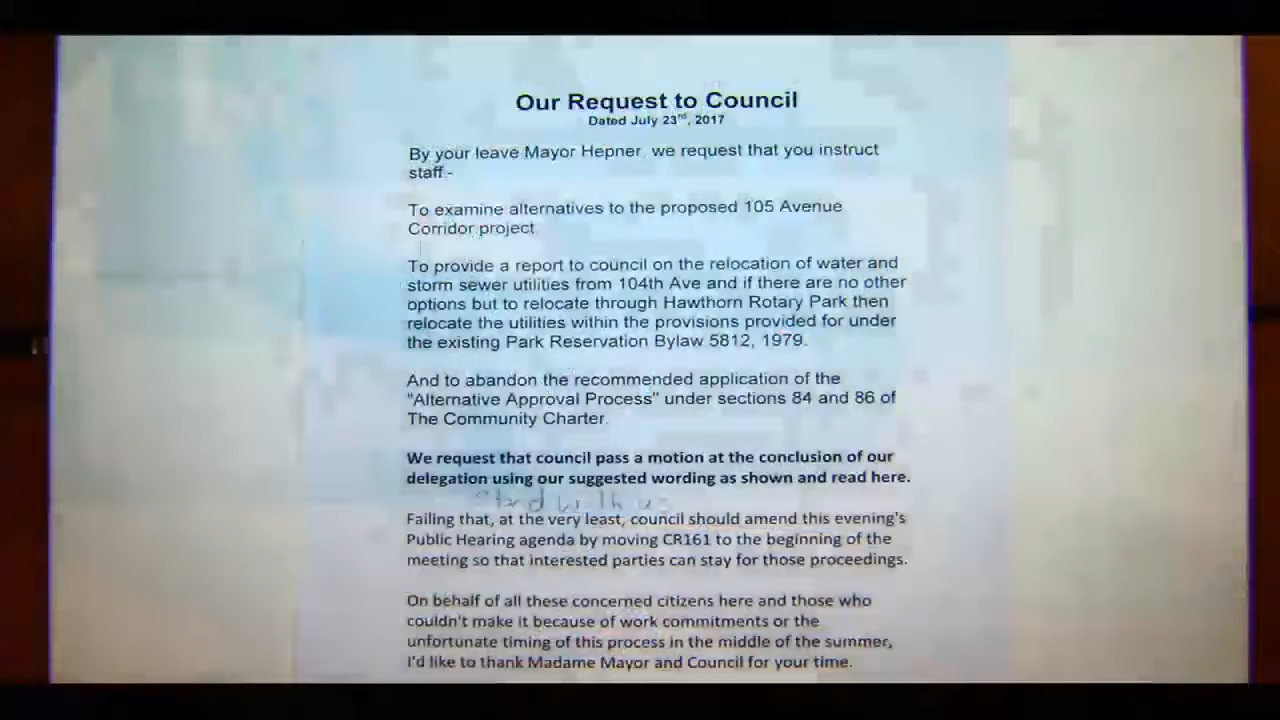 Our Request to Council
Dated July 23rd, 2017
By your leave Mayor Hepner we request that you instruct
staff-
To examine alternatives to the proposed 105 Avenue
Corridor project
To provide a report to council on the relocation of water and
storm sewer utilities from 104th Ave and if there are no other
options but to relocate through Hawthorn Rotary Park then
relocate the utilities within the provisions provided for under
the existing Park Reservation Bylaw 5812, 1979.
And to abandon the recommended application of the
"Alternative Approval Process" under sections 84 and 86 of
The Community Charter.
We request that council pass a motion at the conclusion of our
delegation using our suggested wording as shown and read here.
with us
Failing that, at the very least, council should amend this evening's
Public Hearing agenda by moving CR161 to the beginning of the
meeting so that interested parties can stay for those proceedings.
On behalf of all these concerned citizens here and those who
couldn't make it because of work commitments or the
unfortunate timing of this process in the middle of the summer,
I'd like to thank Madame Mayor and Council for your time.